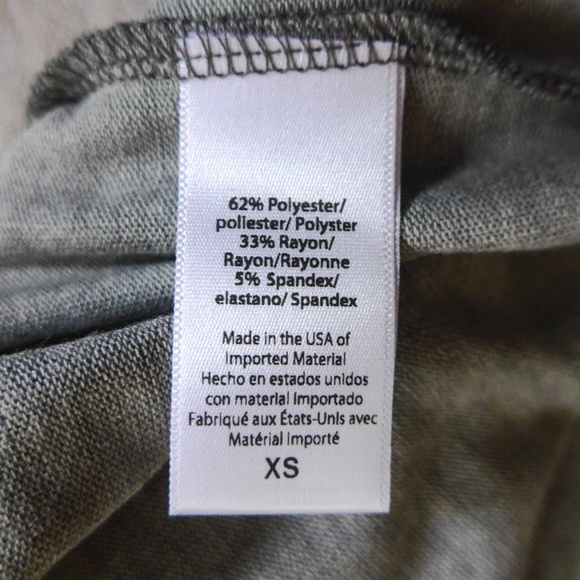 62% Polyester/
poliester/ Polyster
33% Rayon/
Rayon/Rayonne
5% Spandex/
elastano/ Spandex
Made in the USA of
Imported Material
Hecho en estados unidos
con material Importado
Fabriqué aux États-Unis avec
Matérial Importé
XS